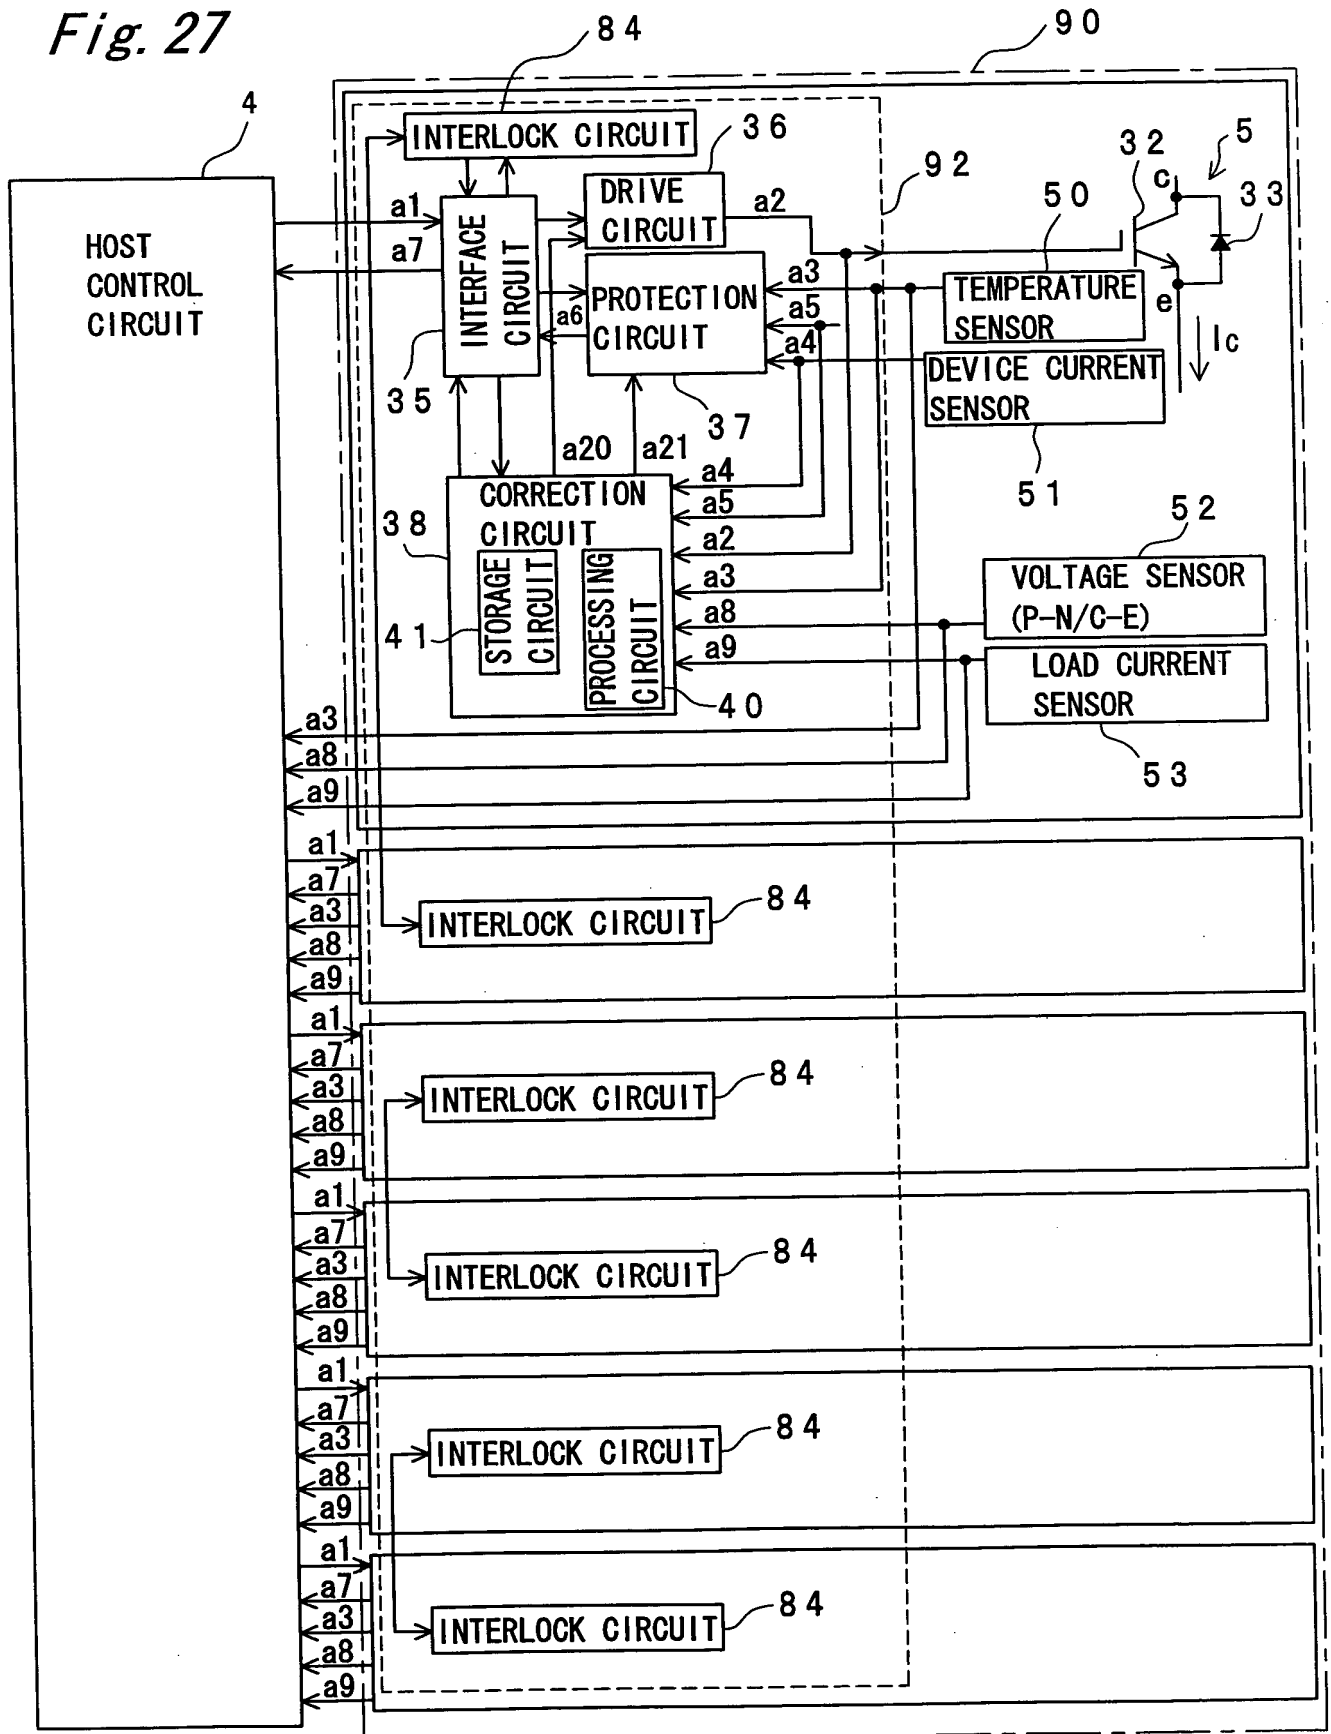 Fig. 27
84
90
4
INTERLOCK CIRCUIT
36
92
5
32
c
33
50
HOST
CONTROL
CIRCUIT
a1
a7
INTERFACE
CIRCUIT
DRIVE
CIRCUIT
a2
a3
a5
a4
a6
PROTECTION
CIRCUIT
TEMPERATURE
SENSOR
e
Ic
DEVICE CURRENT
SENSOR
35
37
51
a20
a21
38
CORRECTION
CIRCUIT
a4
a5
a2
a3
a8
a9
52
VOLTAGE SENSOR
(P-N/C-E)
41
STORAGE
CIRCUIT
PROCESSING
CIRCUIT
40
LOAD CURRENT
SENSOR
53
a3
a8
a9
a1
a7
a3
a8
a9
INTERLOCK CIRCUIT
84
a1
a7
a3
a8
a9
INTERLOCK CIRCUIT
84
a1
a7
a3
a8
a9
INTERLOCK CIRCUIT
84
a1
a7
a3
a8
a9
INTERLOCK CIRCUIT
84
a1
a7
a3
a8
a9
INTERLOCK CIRCUIT
84